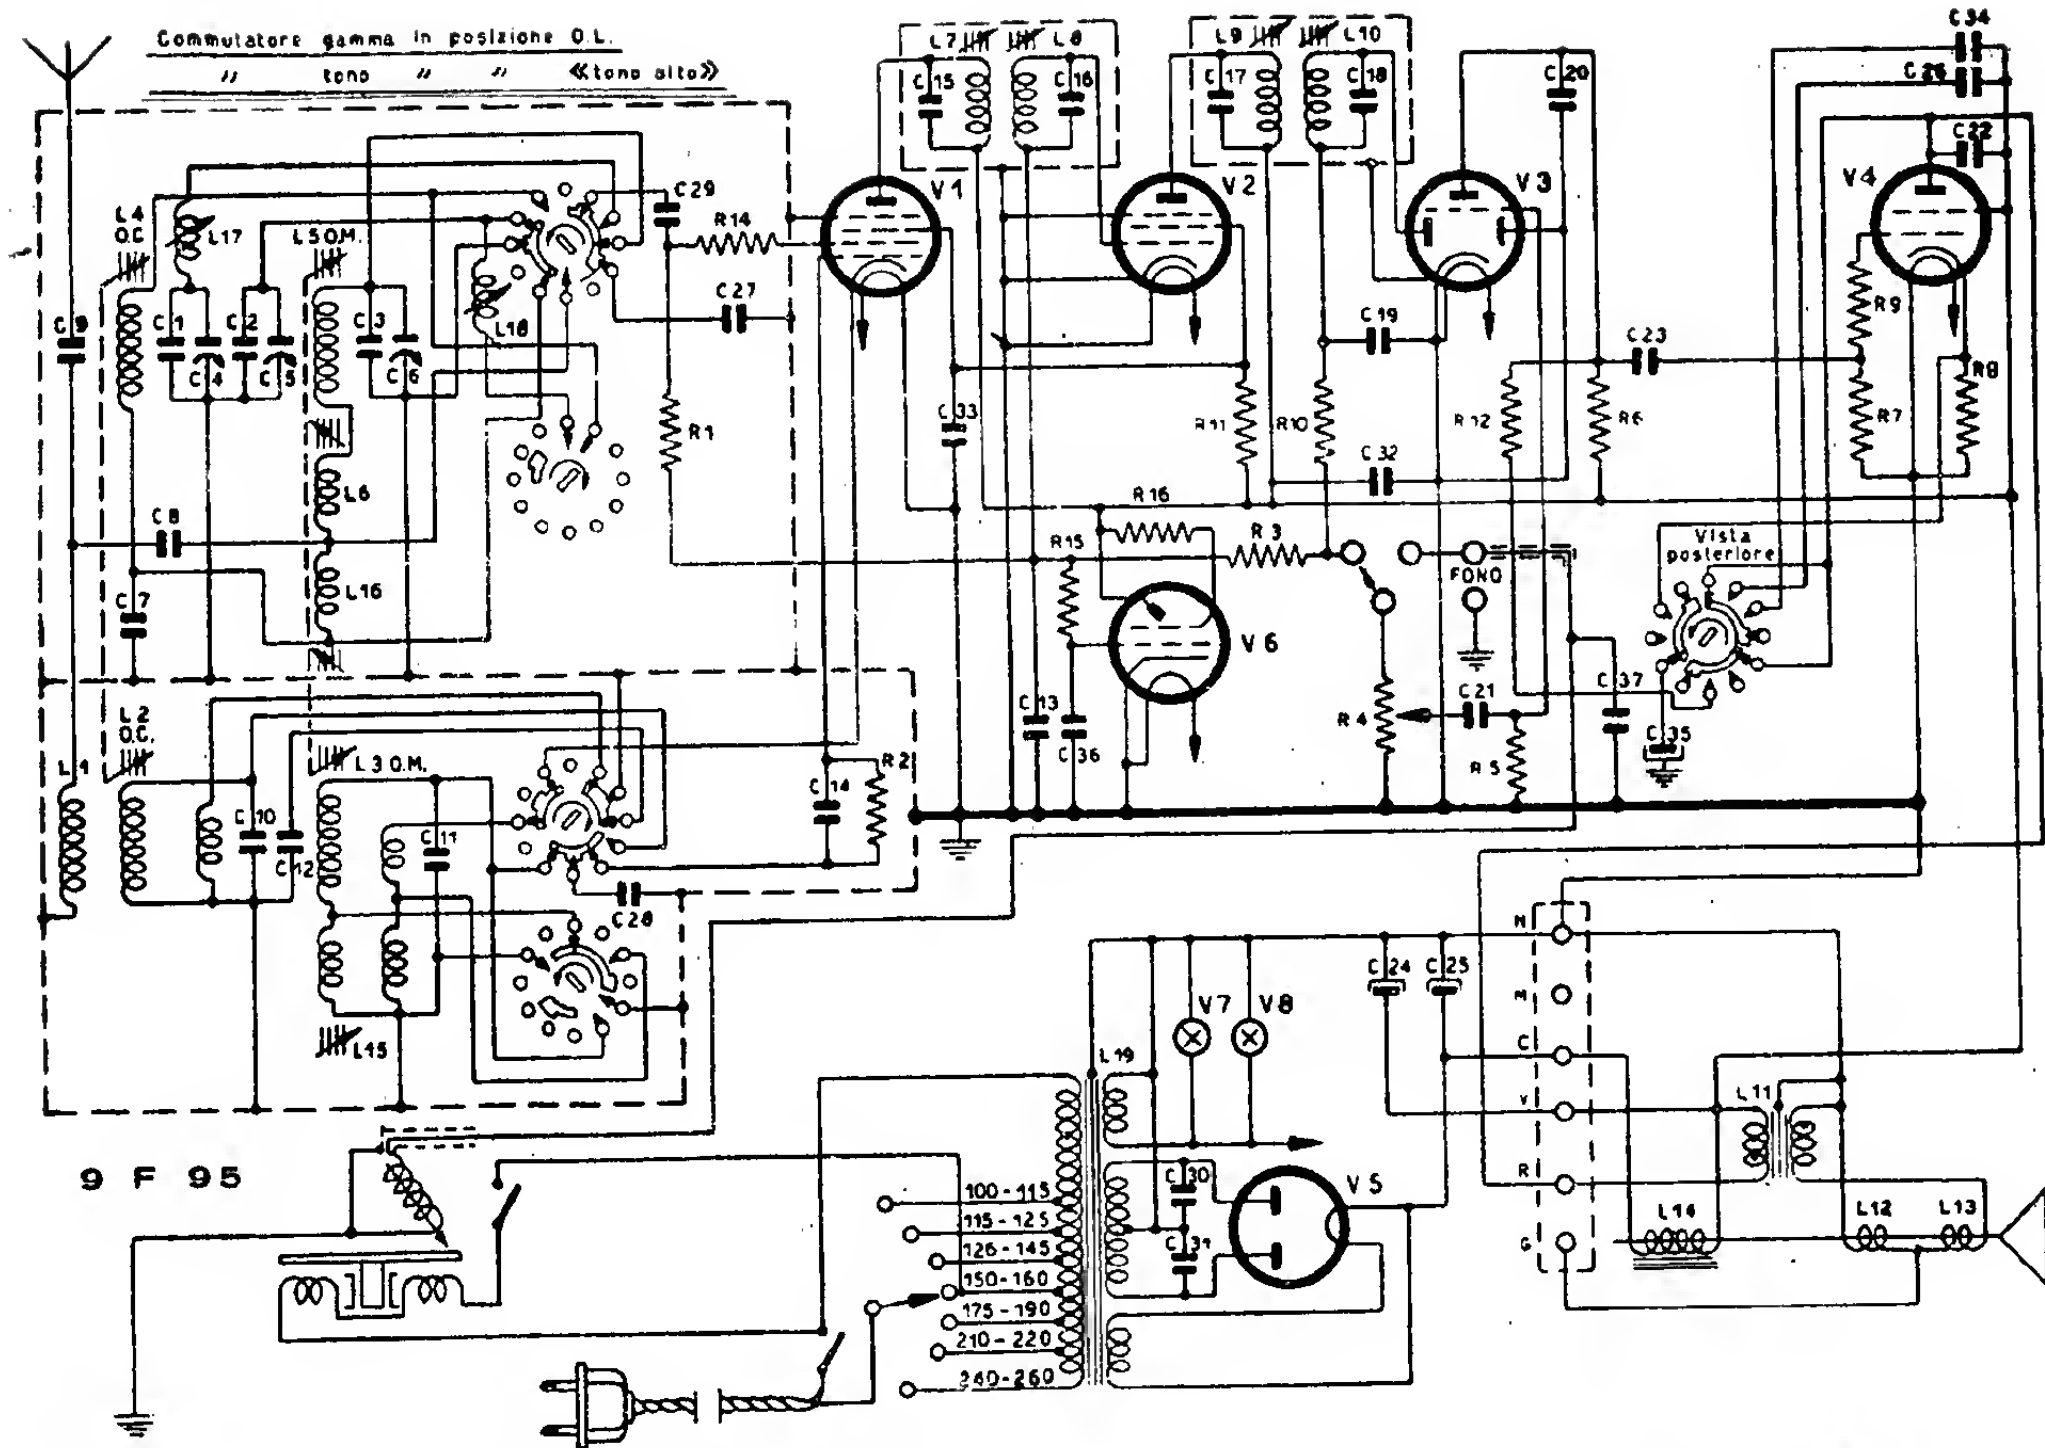 Commutatore gamma in posizione O.L.
" tono " " «tono alto»
L7
L8
L9
L10
C34
C15
C16
C17
C18
C20
C26
C22
C29
V1
V2
V3
V4
L4
O.C.
L17
L5 O.M.
R14
C27
R9
C9
C1
C4
C2
C5
C3
C6
L18
C19
C23
R8
R1
C33
R11
R10
R12
R6
R7
C32
L6
R16
C8
R15
R3
Vista
posteriore
FONO
L16
C7
V6
C13
C36
R4
C21
C37
C35
R5
L2
O.C.
L1
L3 O.M.
R2
C14
C10
C12
C11
C28
N
C24
C25
M
V7
V8
C
L15
L19
V
L11
9 F 95
C30
V5
R
100-115
115-125
126-145
150-160
175-190
210-220
240-260
C31
G
L14
L12
L13